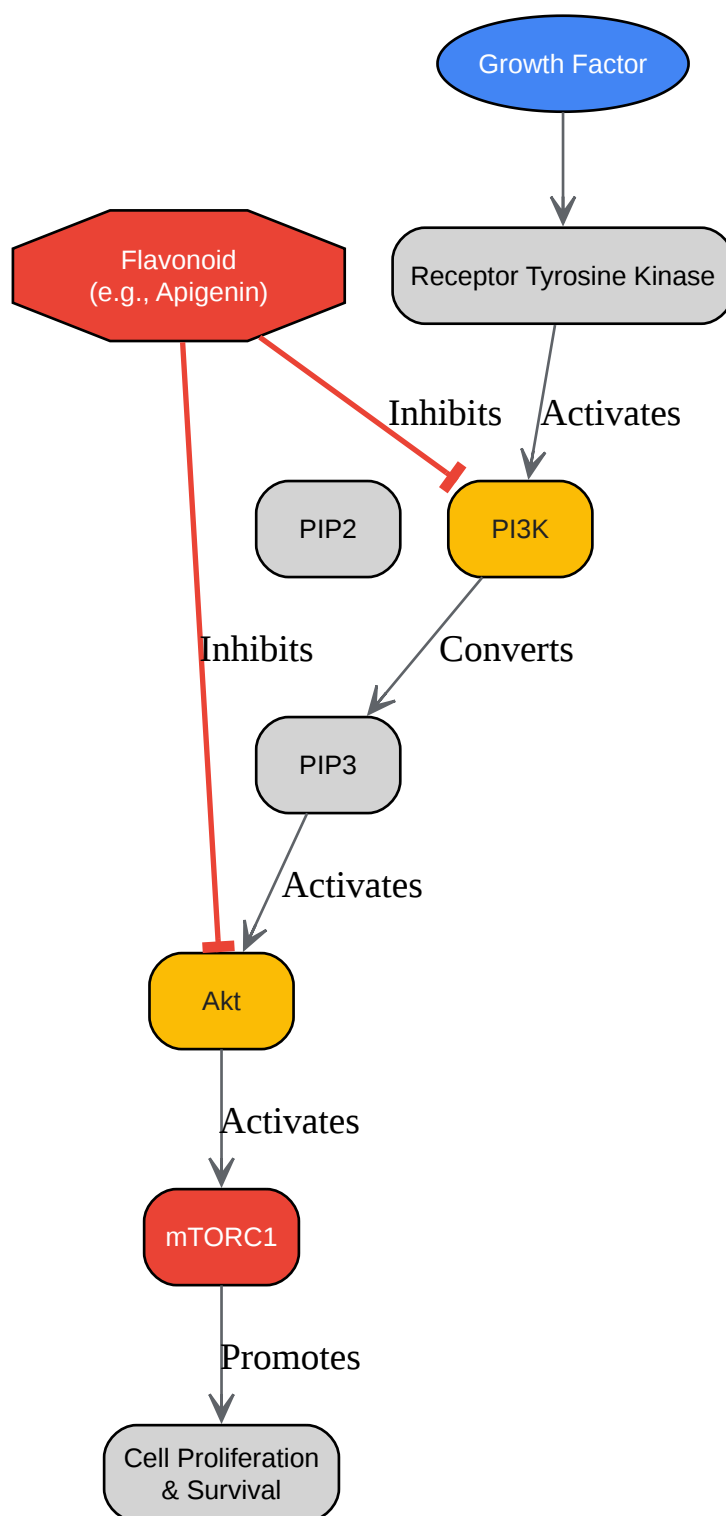 Growth Factor
Flavonoid
(e.g., Apigenin)
Receptor Tyrosine Kinase
Inhibits
Activates
PIP2
PI3K
Inhibits
Converts
PIP3
Activates
Akt
Activates
mTORC1
Promotes
Cell Proliferation
& Survival